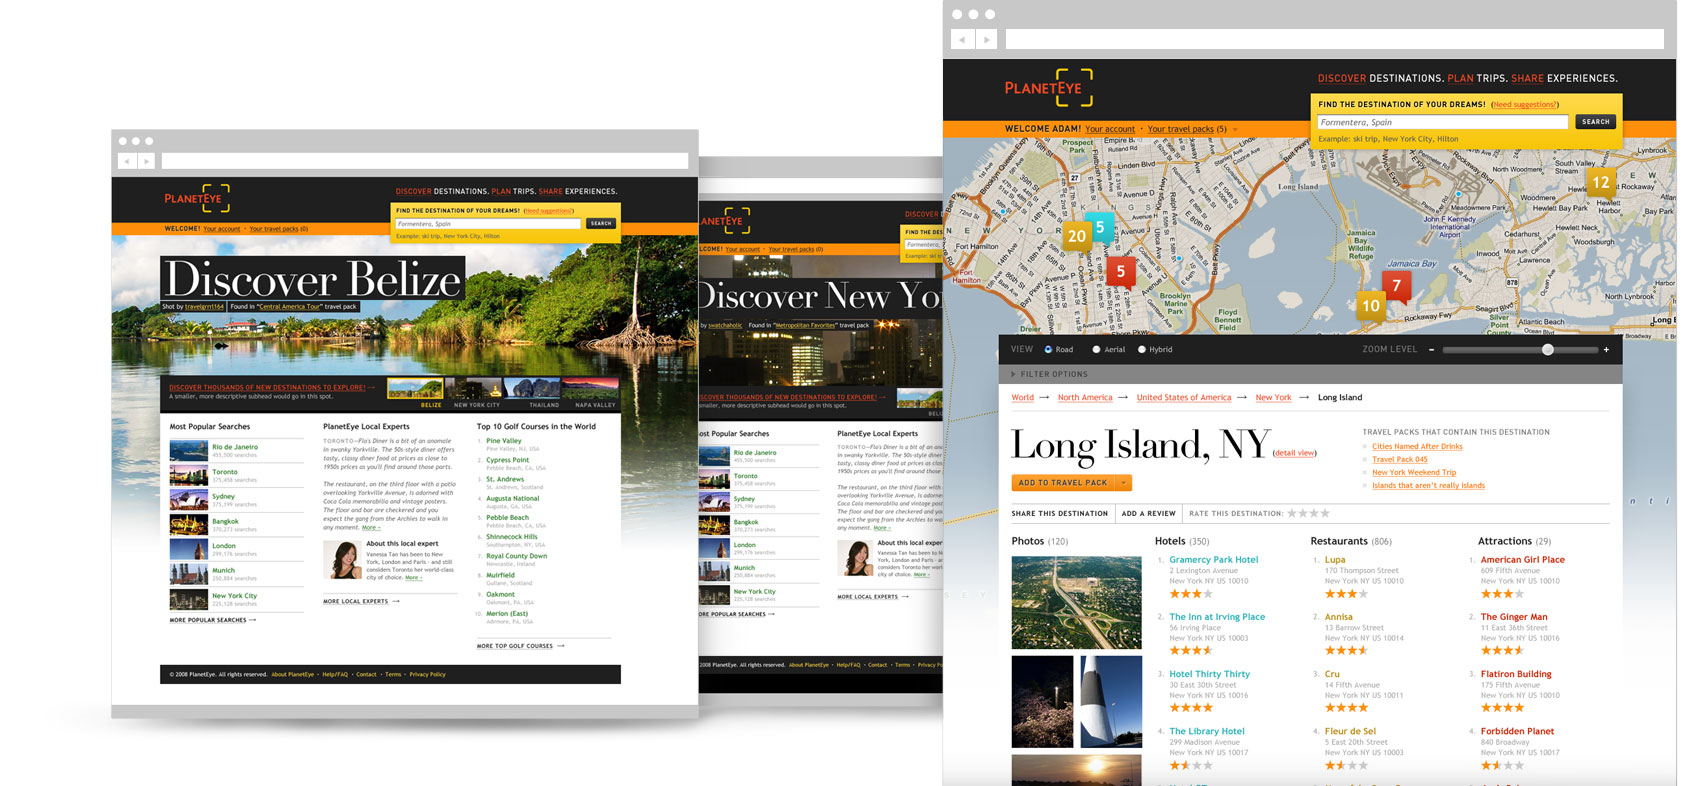 PLANETEYE
DISCOVER DESTINATIONS. PLAN TRIPS. SHARE EXPERIENCES.
FIND THE DESTINATION OF YOUR DREAMS! (Need suggestions?)
Formentera, Spain
SEARCH
Example: ski trip, New York City, Hilton
WELCOME! Your account · Your travel packs (0)
Discover Belize
Shot by travelgrrl164 Found in "Central America Tour" travel pack
DISCOVER THOUSANDS OF NEW DESTINATIONS TO EXPLORE! →
A smaller, more descriptive subhead would go in this spot.
BELIZE NEW YORK CITY THAILAND NAPA VALLEY
Most Popular Searches
Rio de Janeiro
455,500 searches
Toronto
375,458 searches
Sydney
375,199 searches
Bangkok
370,273 searches
London
299,176 searches
Munich
250,884 searches
New York City
225,128 searches
MORE POPULAR SEARCHES →
PlanetEye Local Experts
TORONTO—Flo's Diner is a bit of an anomale
in swanky Yorkville. The 50s-style diner offers
tasty, classy diner food at prices as close to
1950s prices as you'll find around those parts.
The restaurant, on the third floor with a patio
overlooking Yorkville Avenue, is adorned with
Coca Cola memorabilia and vintage posters.
The floor and bar are checkered and you
expect the gang from the Archies to walk in
any moment. More »
About this local expert
Vanessa Tan has been to New
York, London and Paris - and still
considers Toronto her world-class
city of choice. More »
MORE LOCAL EXPERTS →
Top 10 Golf Courses in the World
1. Pine Valley
Pine Valley, NJ, USA
2. Cypress Point
Pebble Beach, CA, USA
3. St. Andrews
St. Andrews, Scotland
4. Augusta National
Augusta, GA, USA
5. Pebble Beach
Pebble Beach, CA, USA
6. Shinnecock Hills
Southampton, NY, USA
7. Royal County Down
Newcastle, Ireland
8. Muirfield
Gullane, Scotland
9. Oakmont
Oakmont, PA, USA
10. Merion (East)
Ardmore, PA, USA
MORE TOP GOLF COURSES →
© 2008 PlanetEye. All rights reserved. About PlanetEye · Help/FAQ · Contact · Terms · Privacy Policy
NETEYE
DISCOVER D
FIND THE
Formentera,
Example: ski
LCOME! Your account · Your travel packs (0)
Discover New Yo
by swatchaholic Found in "Metropolitan Favorites" travel pack
SCOVER THOUSANDS OF NEW DESTINATIONS TO EXPLORE! →
smaller, more descriptive subhead would go in this spot.
BELI
ost Popular Searches
Rio de Janeiro
455,500 searches
Toronto
375,458 searches
Sydney
375,199 searches
Bangkok
370,273 searches
London
299,176 searches
Munich
250,884 searches
New York City
225,128 searches
ORE POPULAR SEARCHES →
PlanetEye Local Experts
TORONTO—Flo's Diner is a bit of an
in swanky Yorkville. The 50s-style din
tasty, classy diner food at prices as c
1950s prices as you'll find around those
The restaurant, on the third floor with
overlooking Yorkville Avenue, is adorn
Coca Cola memorabilia and vintage po
The floor and bar are checkered and y
expect the gang from the Archies to w
any moment. More »
About this local exper
Vanessa Tan has been
York, London and Paris
considers Toronto her w
city of choice. More »
MORE LOCAL EXPERTS →
2008 PlanetEye. All rights reserved. About PlanetEye · Help/FAQ · Contact · Terms · Privacy Po
PLANETEYE
DISCOVER DESTINATIONS. PLAN TRIPS. SHARE EXPERIENCES.
FIND THE DESTINATION OF YOUR DREAMS! (Need suggestions?)
Formentera, Spain
SEARCH
Example: ski trip, New York City, Hilton
WELCOME ADAM! Your account · Your travel packs (5)
Prospect
Park
Empire B
Rutland Rd
Linden Blvd
27
Long Island
Perimeter Rd
South Valley
Stream
12
Rockaway
Hewlett
Harbor
Meadowmere Park
John F Kennedy
International
Airport
Hewlett Neck
Woodsburgh
NEW YOR
Fort Hamilton
Fort
Hamilton
20
5
5
Avenue J
Jamaica
Bay
Wildlife
Refuge
Jamaica Bay
Inwood
Cedarhurst
Lawrence
878
North Lynbrook
7
10
Brooklyn
Marine
Park
Floyd
Bennett
Field
Rockaway Fwy
Seagirt Ave
Silver
Point
County
Atlantic Beach
Long B
Broadway
Dreier
Avenue Y
VIEW Road Aerial Hybrid
ZOOM LEVEL - +
FILTER OPTIONS
World → North America → United States of America → New York → Long Island
Long Island, NY (detail view)
ADD TO TRAVEL PACK
TRAVEL PACKS THAT CONTAIN THIS DESTINATION
Cities Named After Drinks
Travel Pack 045
New York Weekend Trip
Islands that aren't really islands
SHARE THIS DESTINATION ADD A REVIEW RATE THIS DESTINATION:
Photos (120)
Hotels (350)
1. Gramercy Park Hotel
2 Lexington Avenue
New York NY US 10010
2. The Inn at Irving Place
56 Irving Place
New York NY US 10003
3. Hotel Thirty Thirty
30 East 30th Street
New York NY US 10016
4. The Library Hotel
299 Madison Avenue
New York NY US 10017
Restaurants (806)
1. Lupa
170 Thompson Street
New York NY US 10010
2. Annisa
13 Barrow Street
New York NY US 10014
3. Cru
14 Fifth Avenue
New York NY US 10011
4. Fleur de Sel
5 East 20th Street
New York NY US 10003
Attractions (29)
1. American Girl Place
609 Fifth Avenue
New York NY US 10010
2. The Ginger Man
11 East 36th Street
New York NY US 10016
3. Flatiron Building
175 Fifth Avenue
New York NY US 10010
4. Forbidden Planet
840 Broadway
New York NY US 10017